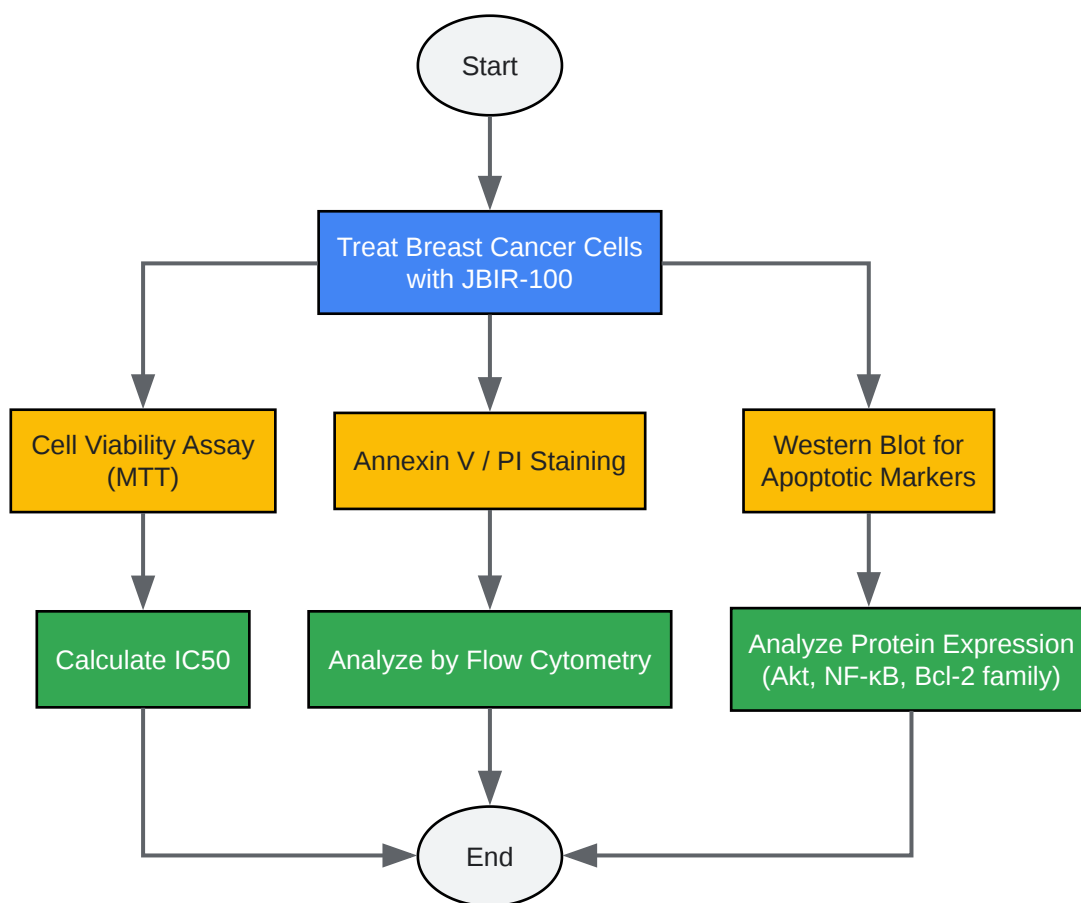 Start
Treat Breast Cancer Cells
with JBIR-100
Cell Viability Assay
(MTT)
Annexin V / PI Staining
Western Blot for
Apoptotic Markers
Calculate IC50
Analyze by Flow Cytometry
Analyze Protein Expression
(Akt, NF-κB, Bcl-2 family)
End